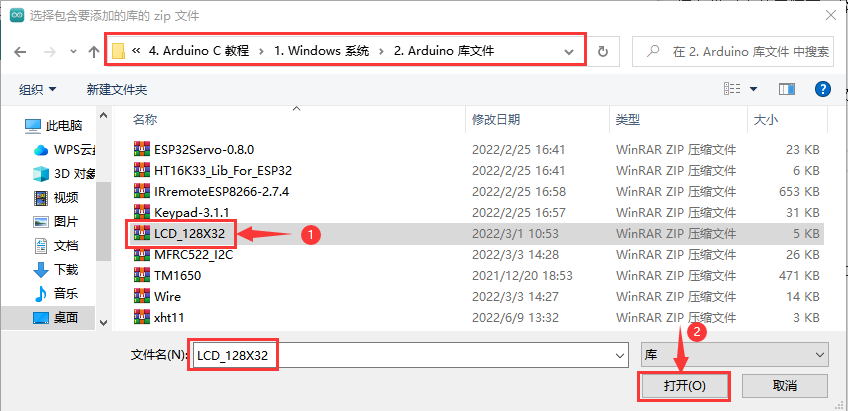 选择包含要添加的库的 zip 文件
« 4. Arduino C 教程 › 1. Windows 系统 › 2. Arduino 库文件
在 2. Arduino 库文件 中搜索
组织 新建文件夹
名称 修改日期 类型 大小
此电脑
WPS云盘
3D 对象
视频
图片
文档
下载
音乐
桌面
ESP32Servo-0.8.0 2022/2/25 16:41 WinRAR ZIP 压缩文件 23 KB
HT16K33_Lib_For_ESP32 2022/2/25 16:41 WinRAR ZIP 压缩文件 6 KB
IRremoteESP8266-2.7.4 2022/2/25 16:58 WinRAR ZIP 压缩文件 653 KB
Keypad-3.1.1 2022/2/25 16:57 WinRAR ZIP 压缩文件 31 KB
LCD_128X32 2022/3/1 10:53 WinRAR ZIP 压缩文件 5 KB
1
MFRC522_I2C 2022/3/3 14:28 WinRAR ZIP 压缩文件 26 KB
TM1650 2021/12/20 18:53 WinRAR ZIP 压缩文件 471 KB
Wire 2022/3/3 14:27 WinRAR ZIP 压缩文件 14 KB
xht11 2022/6/9 13:32 WinRAR ZIP 压缩文件 3 KB
2
文件名(N): LCD_128X32 库
打开(O) 取消